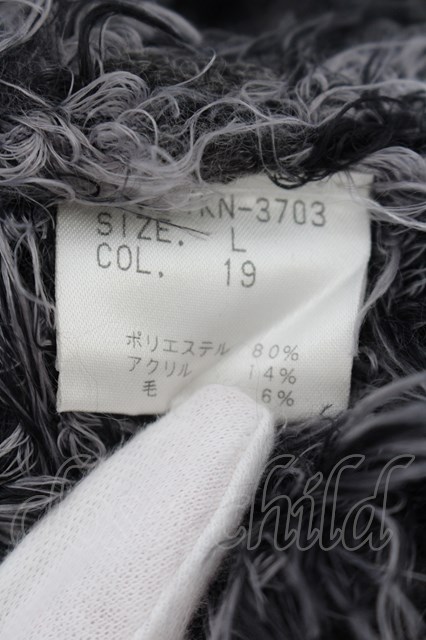 KN-3703
SIZE. L
COL. 19
ポリエステル 80%
アクリル 14%
毛 6%
child